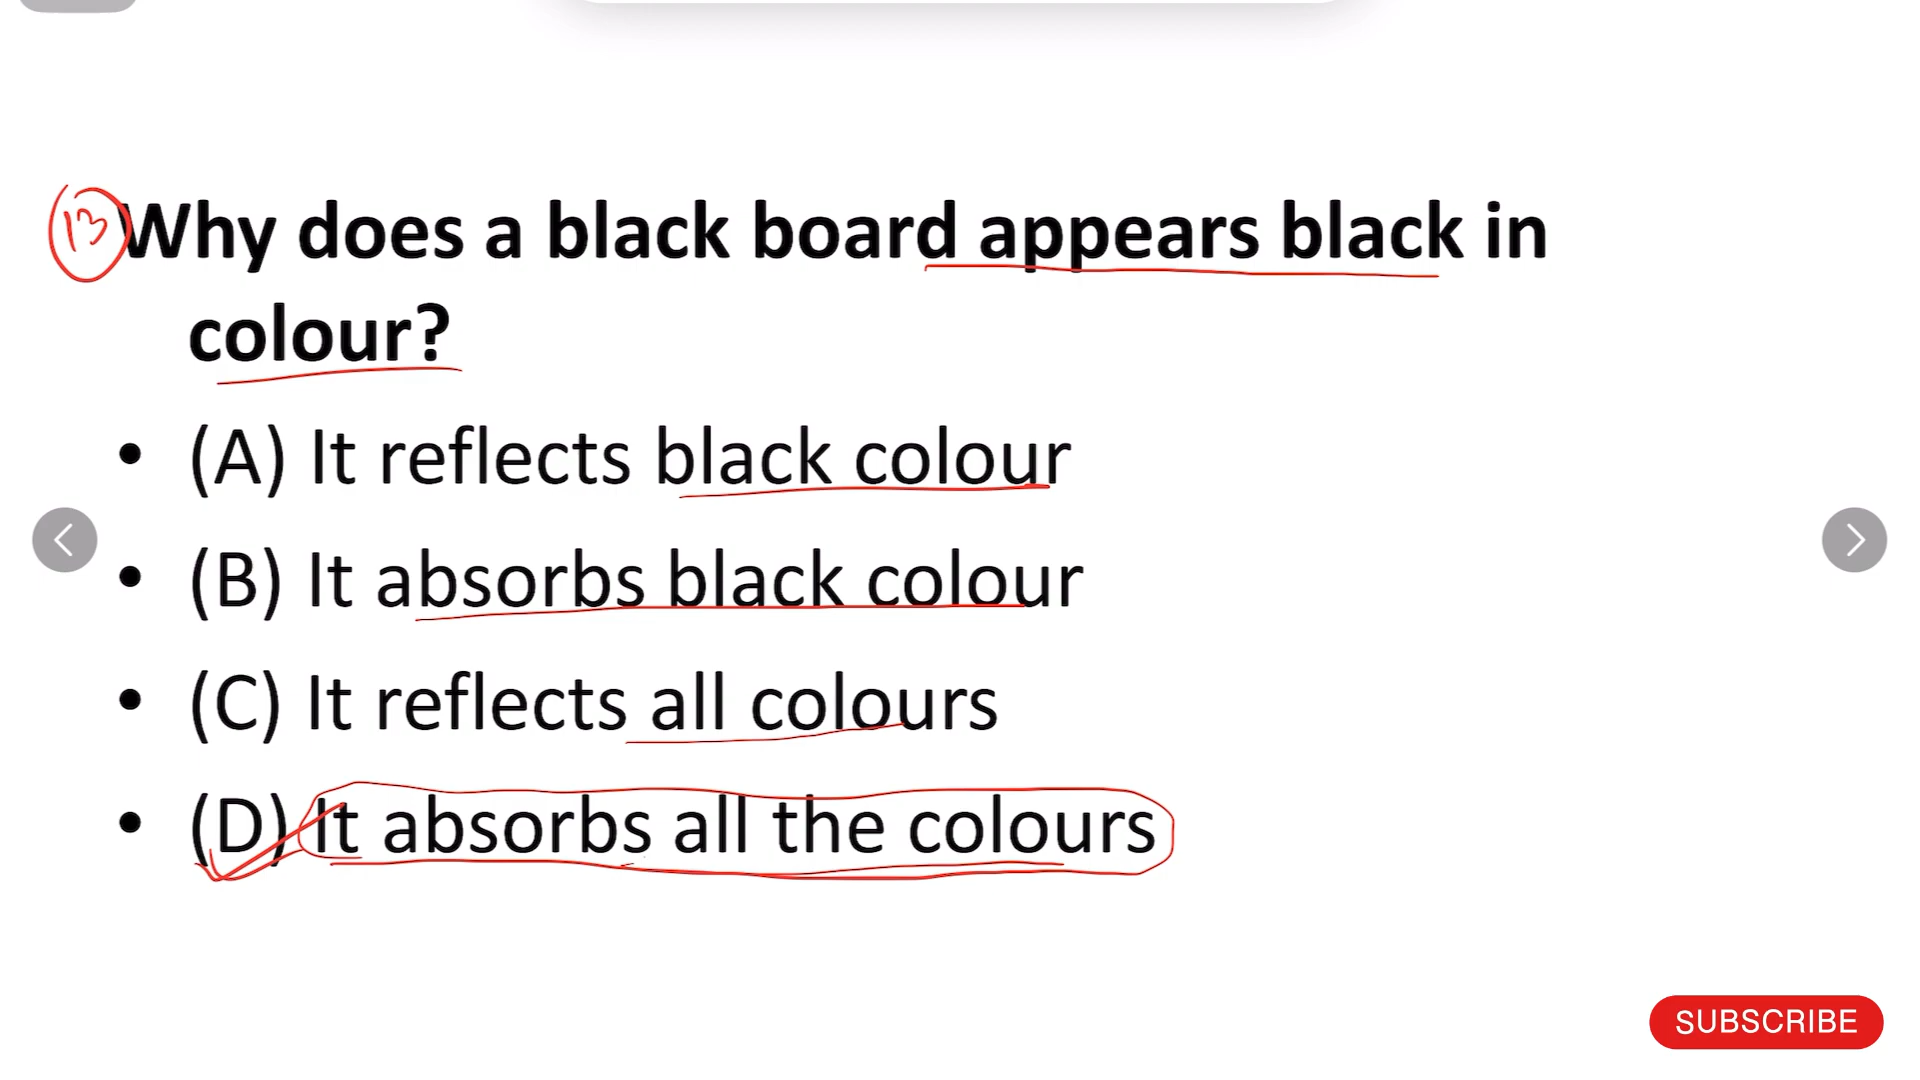 13 Why does a black board appears black in
colour?
• (A) It reflects black colour
• (B) It absorbs black colour
• (C) It reflects all colours
• (D) It absorbs all the colours
SUBSCRIBE